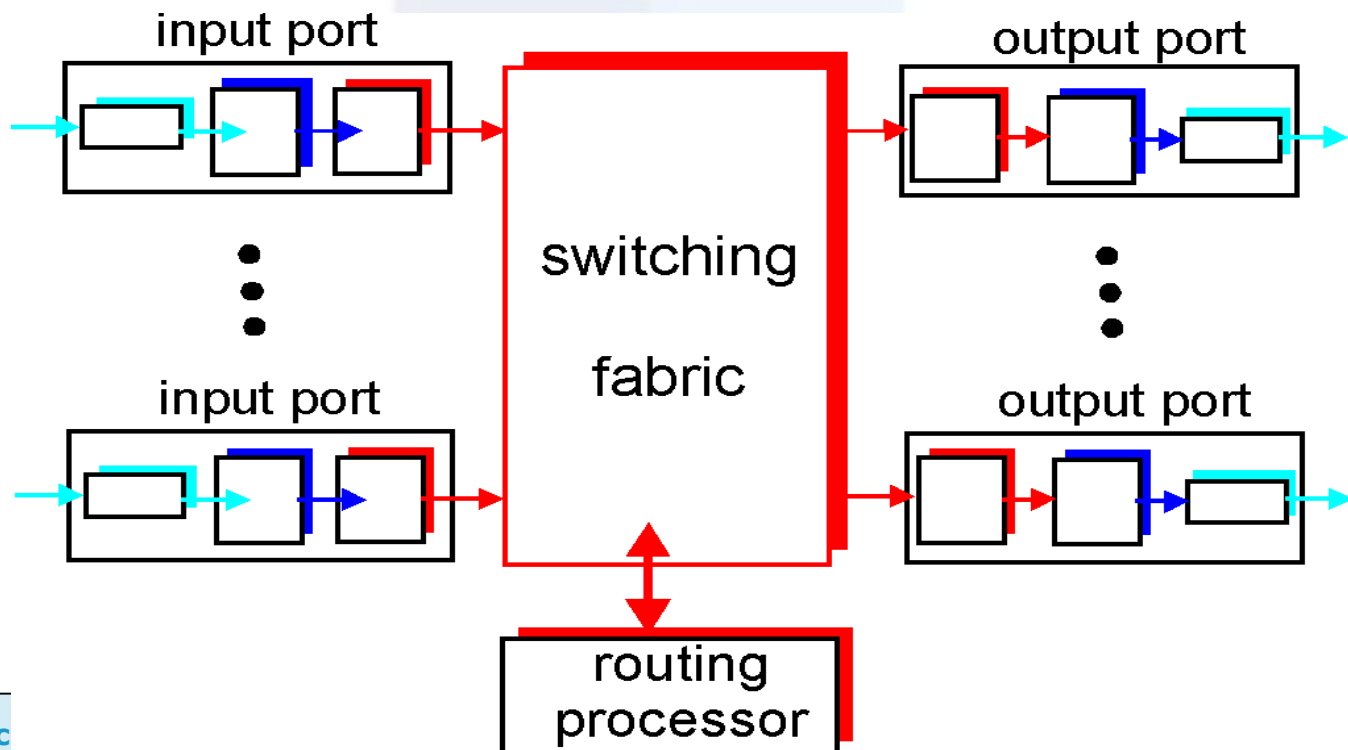 input port
output port
switching
fabric
input port
output port
routing
processor
c